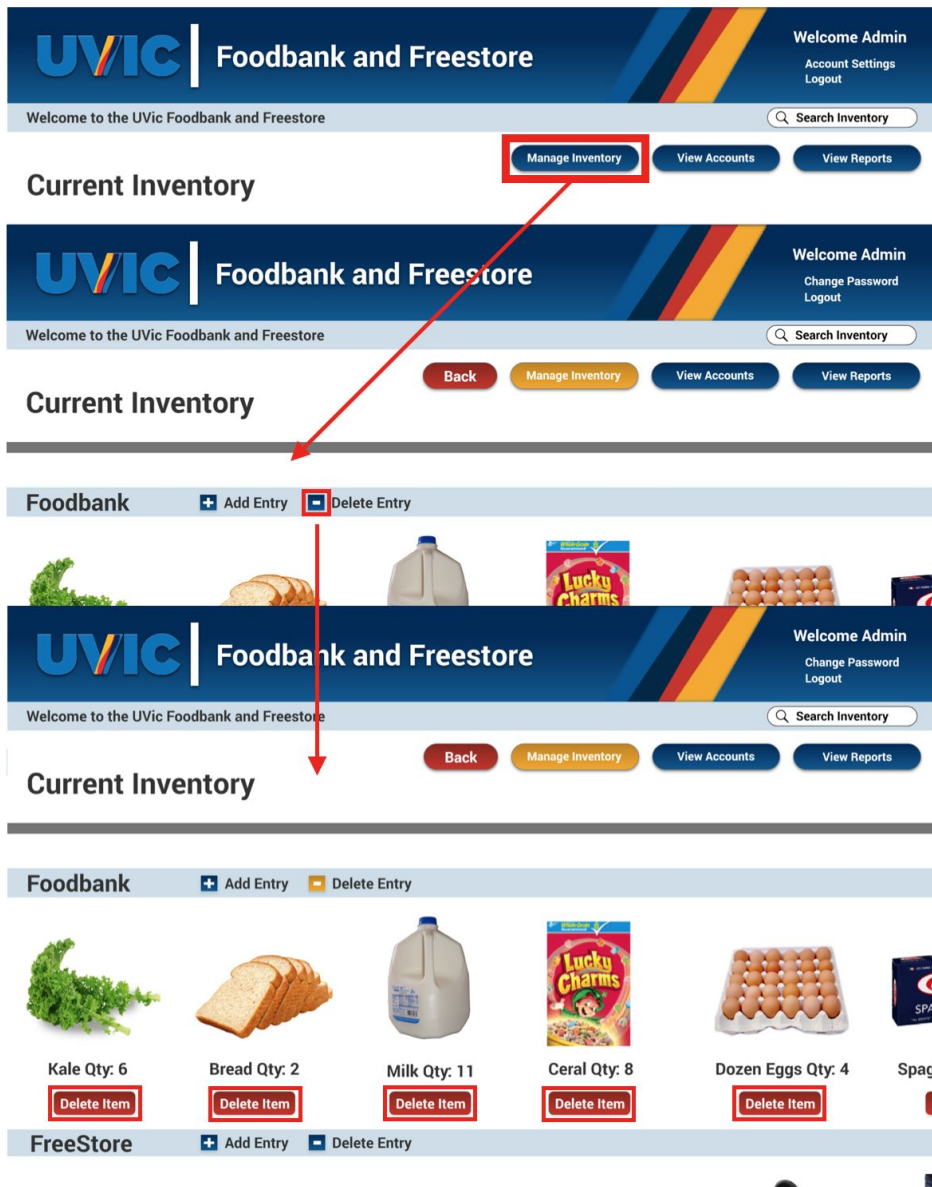 UVIC Foodbank and Freestore
Welcome Admin
Account Settings
Logout
Welcome to the UVic Foodbank and Freestore
Search Inventory
Manage Inventory View Accounts View Reports
Current Inventory
UVIC Foodbank and Freestore
Welcome Admin
Change Password
Logout
Welcome to the UVic Foodbank and Freestore
Search Inventory
Back Manage Inventory View Accounts View Reports
Current Inventory
Foodbank Add Entry Delete Entry
Lucky
Charms
UVIC Foodbank and Freestore
Welcome Admin
Change Password
Logout
Welcome to the UVic Foodbank and Freestore
Search Inventory
Back Manage Inventory View Accounts View Reports
Current Inventory
Foodbank Add Entry Delete Entry
Lucky
Charms
Kale Qty: 6 Bread Qty: 2 Milk Qty: 11 Ceral Qty: 8 Dozen Eggs Qty: 4 Spag
Delete Item Delete Item Delete Item Delete Item Delete Item
FreeStore Add Entry Delete Entry